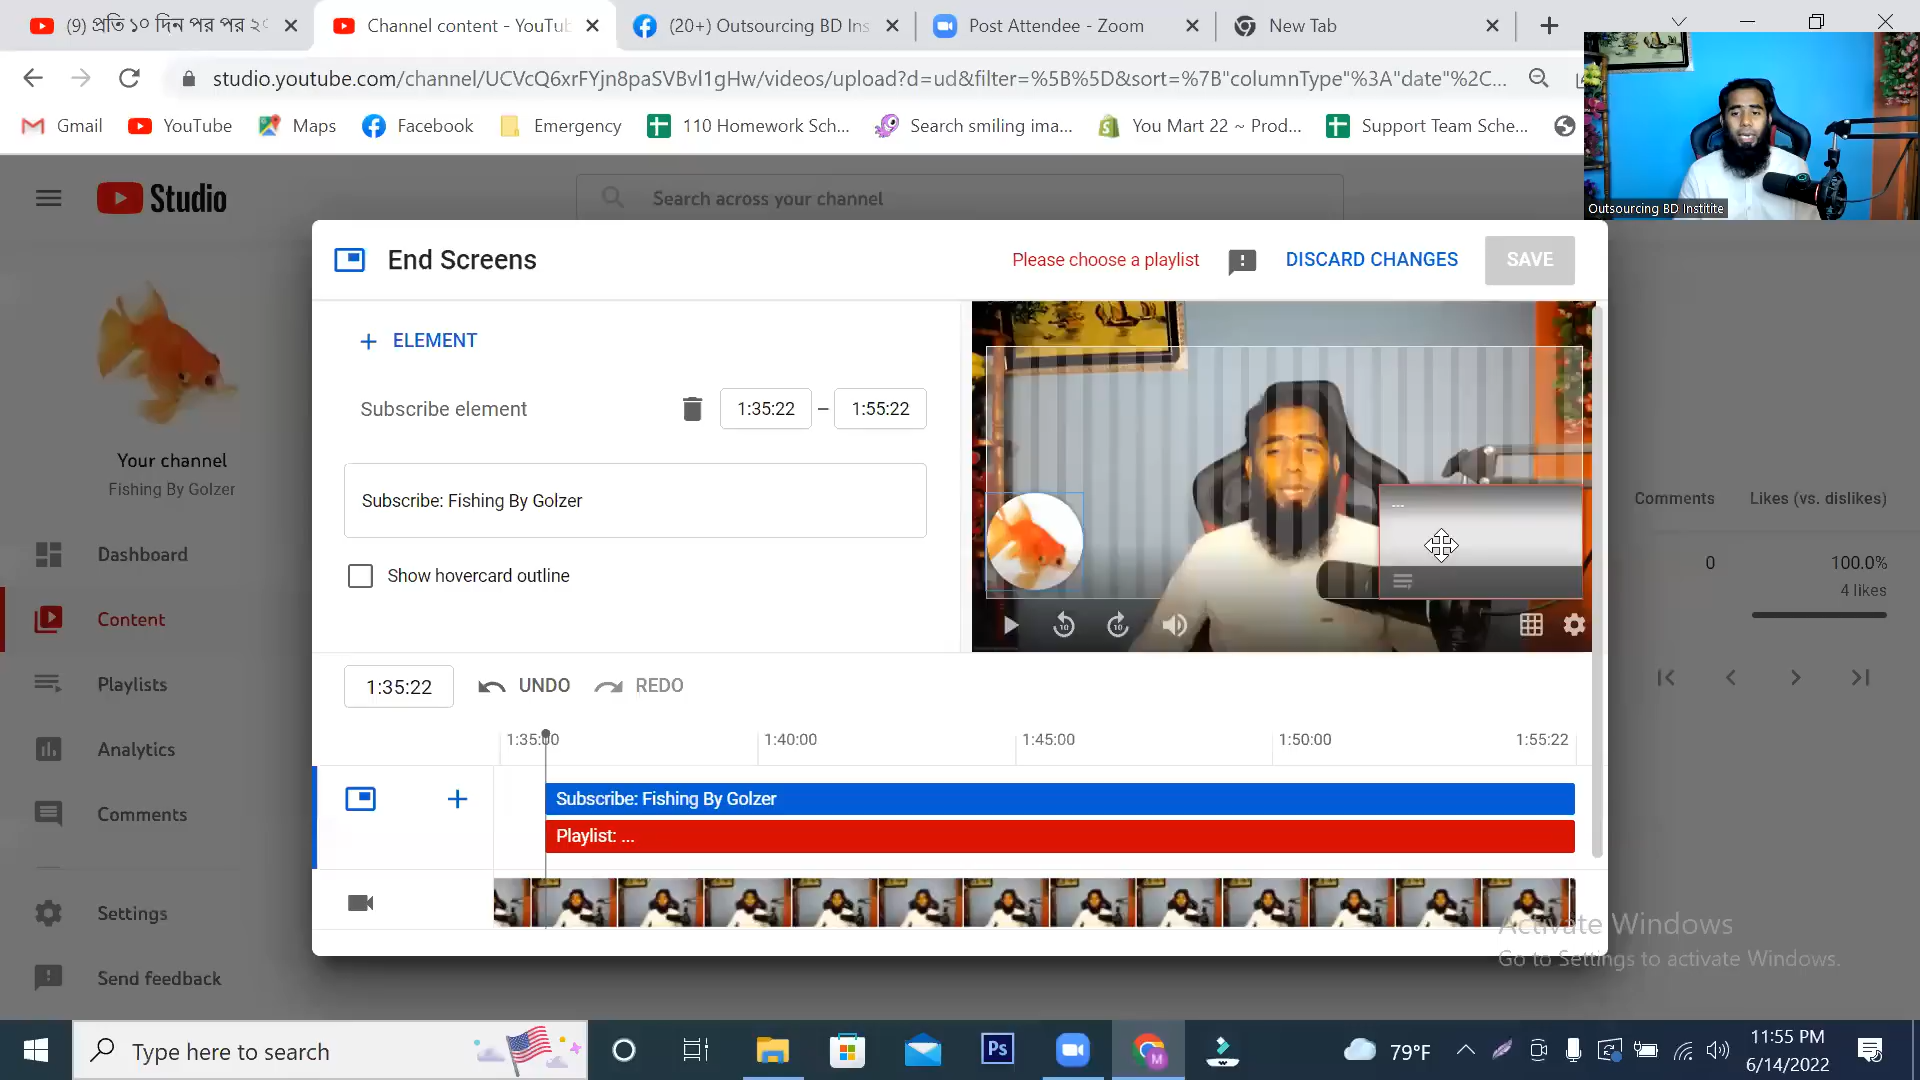 (9) প্রতি ১০ দিন পর পর ২৫
Channel content - YouTub
(20+) Outsourcing BD Ins
Post Attendee - Zoom
New Tab
studio.youtube.com/channel/UCVcQ6xrFYjn8paSVBvl1gHw/videos/upload?d=ud&filter=%5B%5D&sort=%7B"columnType"%3A"date"%2C...
Gmail
YouTube
Maps
Facebook
Emergency
110 Homework Sch...
Search smiling ima...
You Mart 22 ~ Prod...
Support Team Sche...
Outsourcing BD Institite
Studio
Search across your channel
End Screens
Please choose a playlist
DISCARD CHANGES
SAVE
+ ELEMENT
Subscribe element
1:35:22 – 1:55:22
Subscribe: Fishing By Golzer
Show hovercard outline
...
10
10
Your channel
Fishing By Golzer
Dashboard
Content
Playlists
Analytics
Comments
Settings
Send feedback
Comments
Likes (vs. dislikes)
0
100.0%
4 likes
1:35:22
UNDO
REDO
1:35:00
1:40:00
1:45:00
1:50:00
1:55:22
Subscribe: Fishing By Golzer
Playlist: ...
Activate Windows
Go to Settings to activate Windows.
Type here to search
Ps
M
79°F
11:55 PM
6/14/2022